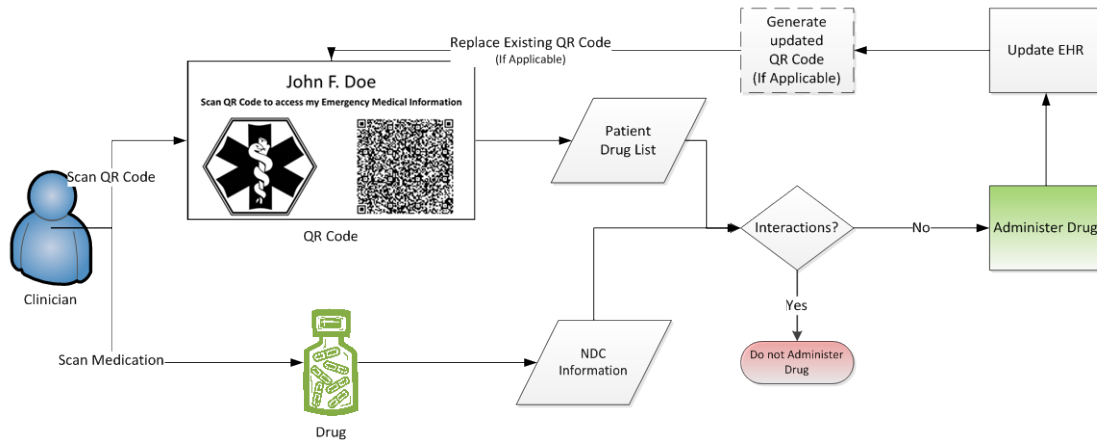 Generate
updated
QR Code
(If Applicable)
Update EHR
Replace Existing QR Code
(If Applicable)
John F. Doe
Scan QR Code to access my Emergency Medical Information
Patient
Drug List
Scan QR Code
QR Code
Interactions?
No
Administer Drug
Clinician
Yes
Scan Medication
NDC
Information
Do not Administer
Drug
Drug